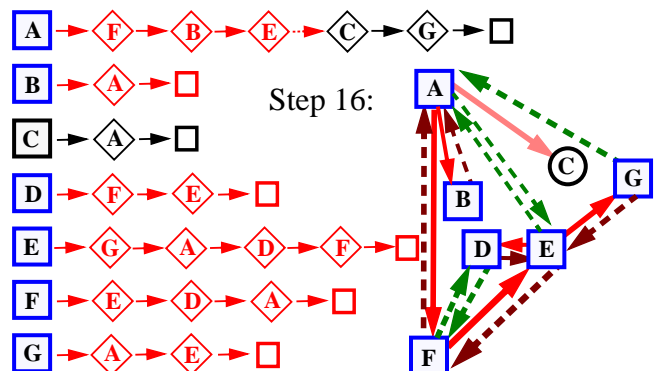 A F B E C G
B A
Step 16:
C A
D F E
E G A D F
F E D A
G A E
A
C
G
B
D E
F